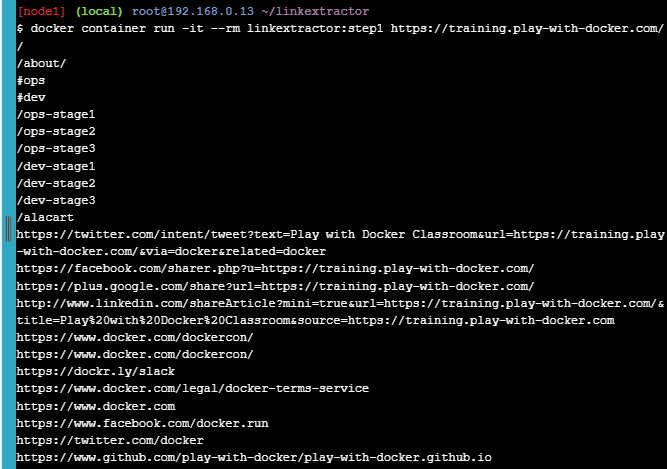 [node1] (local) root@192.168.0.13 ~/linkextractor
$ docker container run -it --rm linkextractor:step1 https://training.play-with-docker.com/
/
/about/
#ops
#dev
/ops-stage1
/ops-stage2
/ops-stage3
/dev-stage1
/dev-stage2
/dev-stage3
/alacart
https://twitter.com/intent/tweet?text=Play with Docker Classroom&url=https://training.play
-with-docker.com/&via=docker&related=docker
https://facebook.com/sharer.php?u=https://training.play-with-docker.com/
https://plus.google.com/share?url=https://training.play-with-docker.com/
http://www.linkedin.com/shareArticle?mini=true&url=https://training.play-with-docker.com/&
title=Play%20with%20Docker%20Classroom&source=https://training.play-with-docker.com
https://www.docker.com/dockercon/
https://www.docker.com/dockercon/
https://dockr.ly/slack
https://www.docker.com/legal/docker-terms-service
https://www.docker.com
https://www.facebook.com/docker.run
https://twitter.com/docker
https://www.github.com/play-with-docker/play-with-docker.github.io